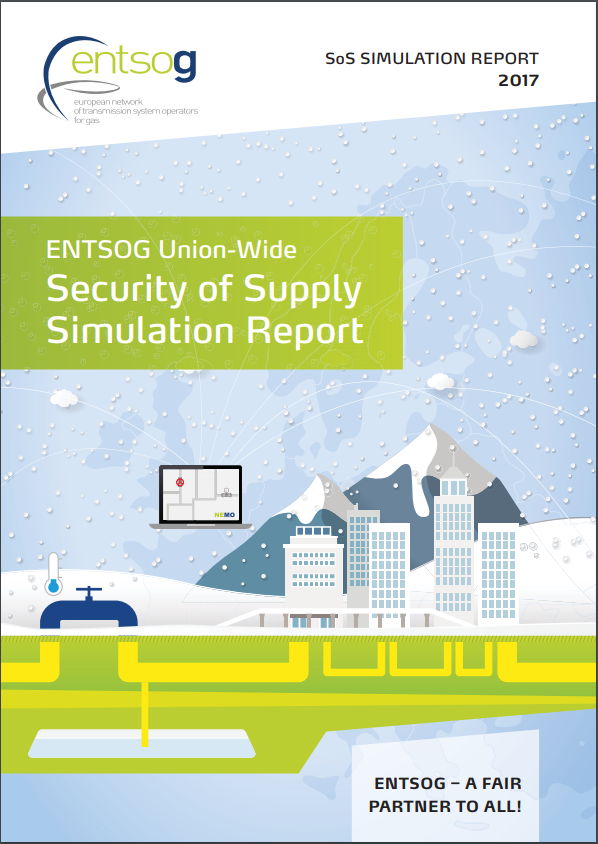 entsog
european network
of transmission system operators
for gas
SoS SIMULATION REPORT
2017
ENTSOG Union-Wide
Security of Supply
Simulation Report
NEMO
ENTSOG – A FAIR
PARTNER TO ALL!